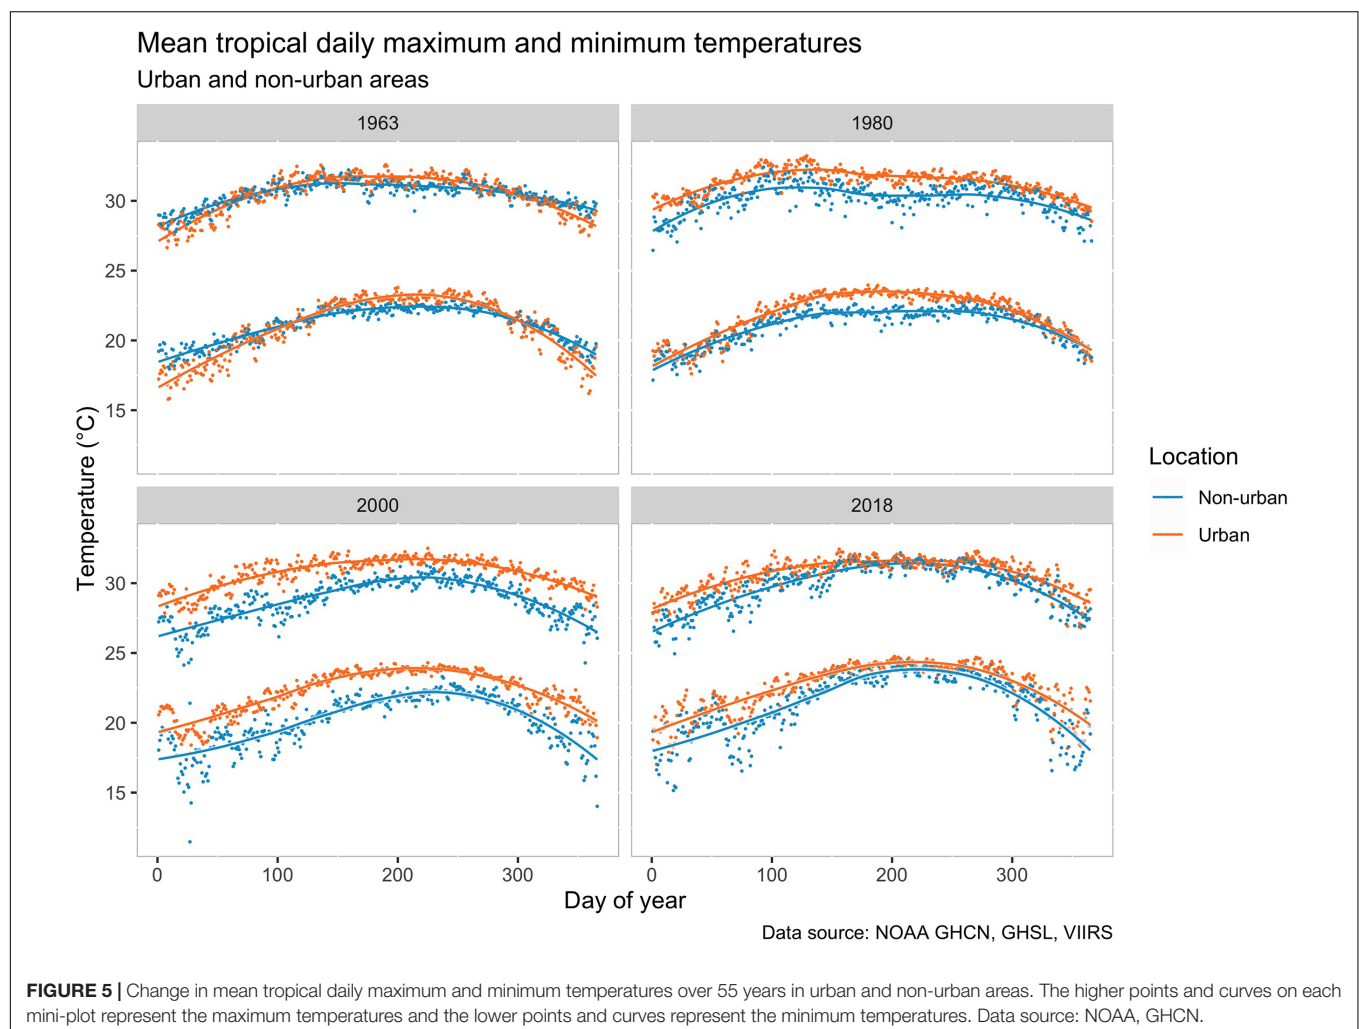 Mean tropical daily maximum and minimum temperatures
Urban and non-urban areas
1963
1980
30
25
20
15
2000
2018
30
25
20
15
Temperature (°C)
0
100
200
300
0
100
200
300
Day of year
Location
Non-urban
Urban
Data source: NOAA GHCN, GHSL, VIIRS
FIGURE 5 | Change in mean tropical daily maximum and minimum temperatures over 55 years in urban and non-urban areas. The higher points and curves on each
mini-plot represent the maximum temperatures and the lower points and curves represent the minimum temperatures. Data source: NOAA, GHCN.